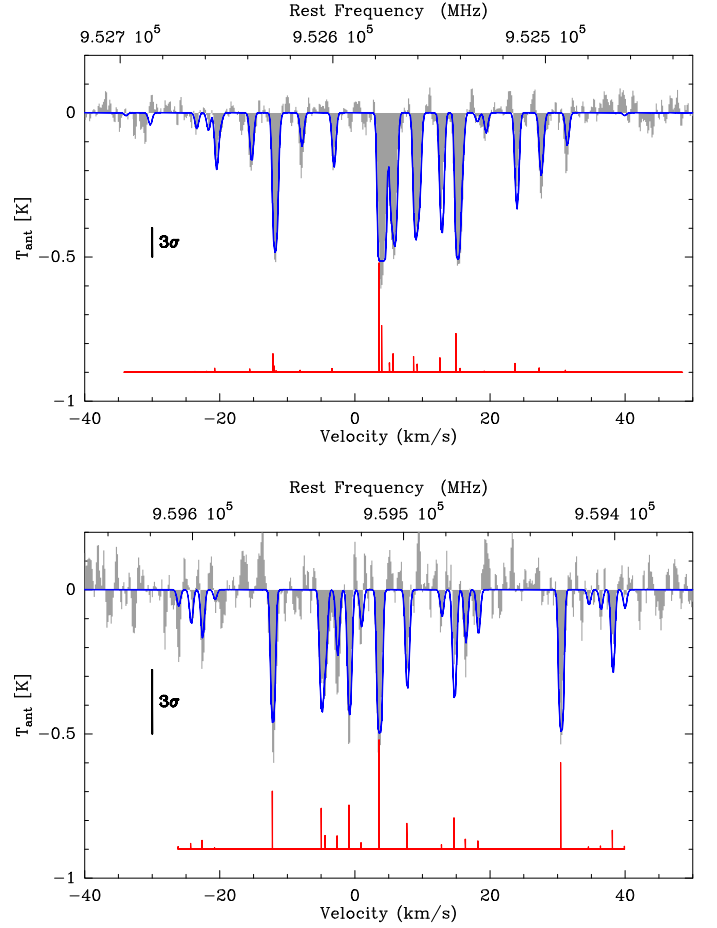 Rest Frequency (MHz)
9.527 10^5 9.526 10^5 9.525 10^5
0
3σ
−0.5
−1
T_ant [K]
−40 −20 0 20 40
Velocity (km/s)
Rest Frequency (MHz)
9.596 10^5 9.595 10^5 9.594 10^5
0
3σ
−0.5
−1
T_ant [K]
−40 −20 0 20 40
Velocity (km/s)